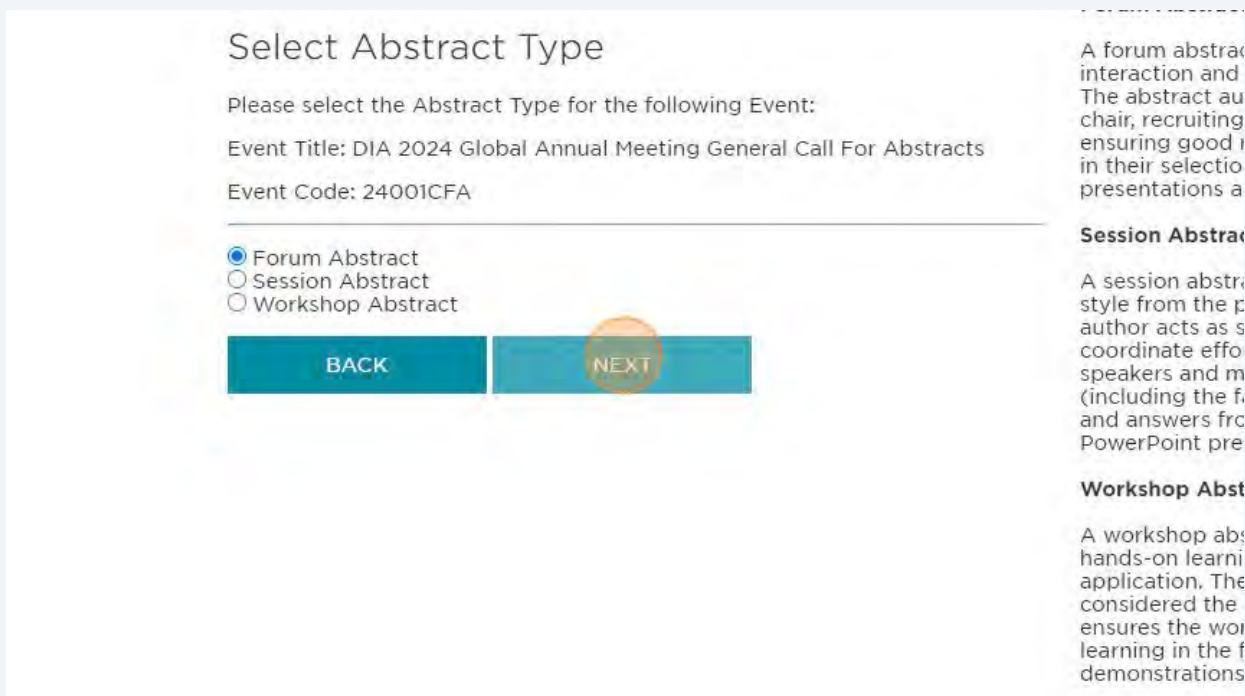 Select Abstract Type
Please select the Abstract Type for the following Event:
Event Title: DIA 2024 Global Annual Meeting General Call For Abstracts
Event Code: 24001CFA
Forum Abstract
Session Abstract
Workshop Abstract
BACK
NEXT
A forum abstrac
interaction and
The abstract au
chair, recruiting
ensuring good
in their selectio
presentations a
Session Abstrac
A session abstra
style from the p
author acts as s
coordinate effo
speakers and m
(including the fa
and answers fro
PowerPoint pre
Workshop Abst
A workshop abs
hands-on learni
application. The
considered the
ensures the wor
learning in the f
demonstrations